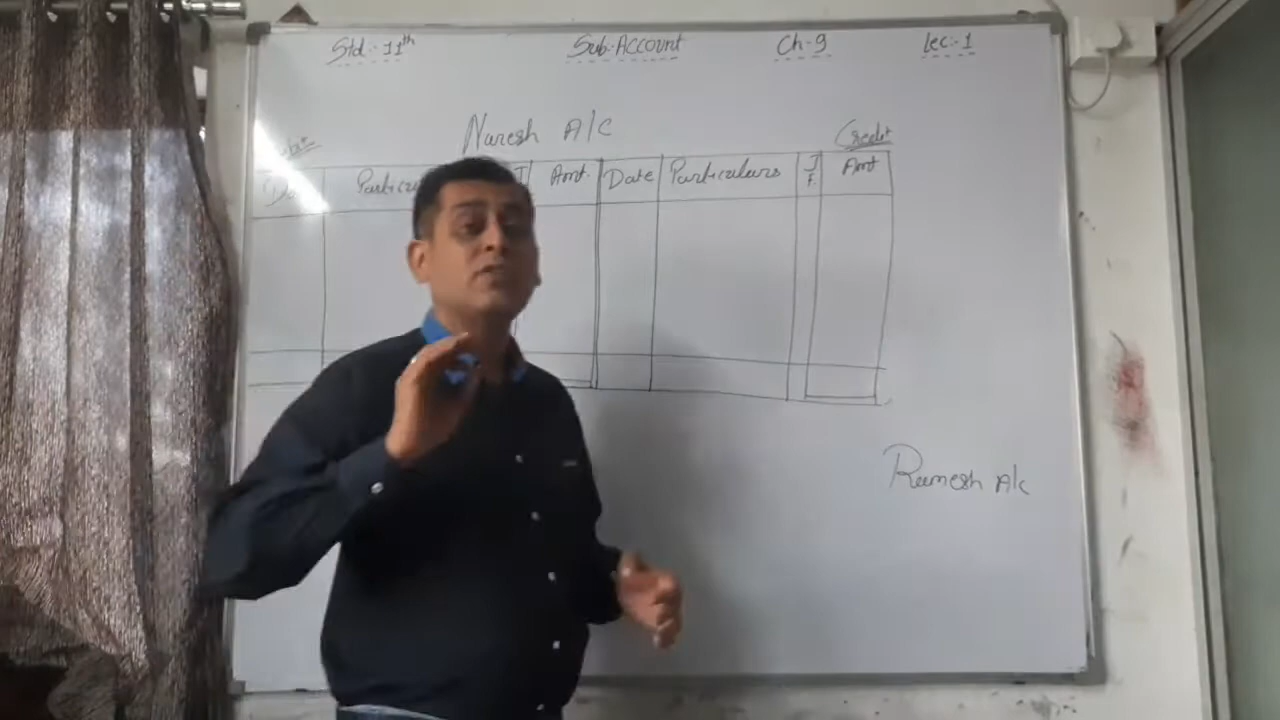 Std:-11th Sub:-Account Ch-9 Lec:-1
Naresh A/c
Credit
Amt. Date Particulars J F. Amt
Ramesh A/c